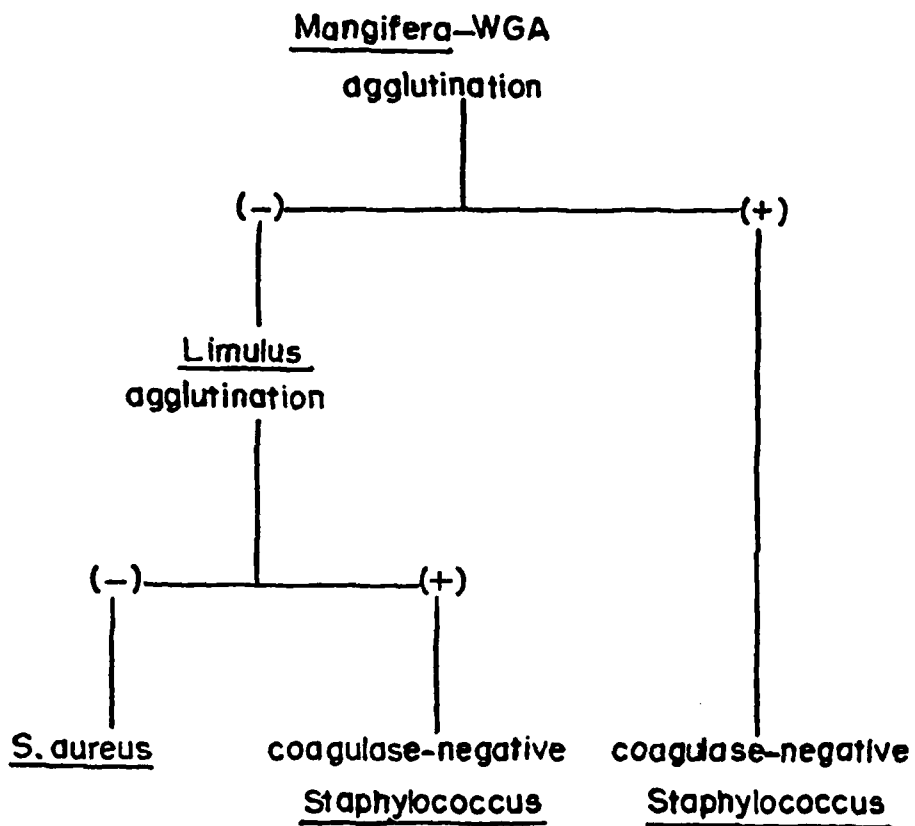 Mangifera–WGA
agglutination
(–) (+)
Limulus
agglutination
(–) (+)
S. aureus coagulase-negative coagulase-negative
Staphylococcus Staphylococcus